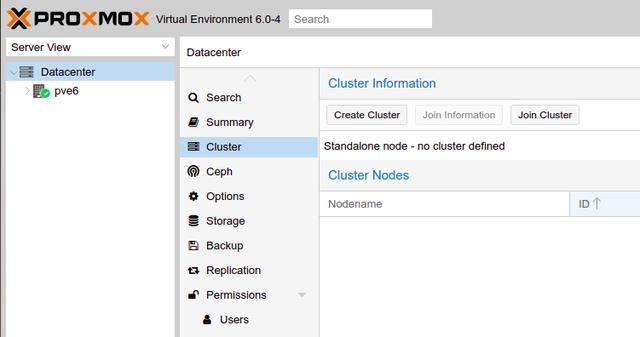 PROXMOX Virtual Environment 6.0-4 Search
Server View
Datacenter
pve6
Datacenter
Search
Summary
Cluster
Ceph
Options
Storage
Backup
Replication
Permissions
Users
Cluster Information
Create Cluster Join Information Join Cluster
Standalone node - no cluster defined
Cluster Nodes
Nodename ID